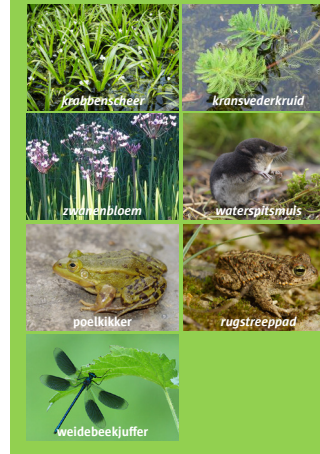 krabbenscheer
kransvederkruid
zwanenbloem
waterspitsmuis
poelkikker
rugstreeppad
weidebeekjuffer